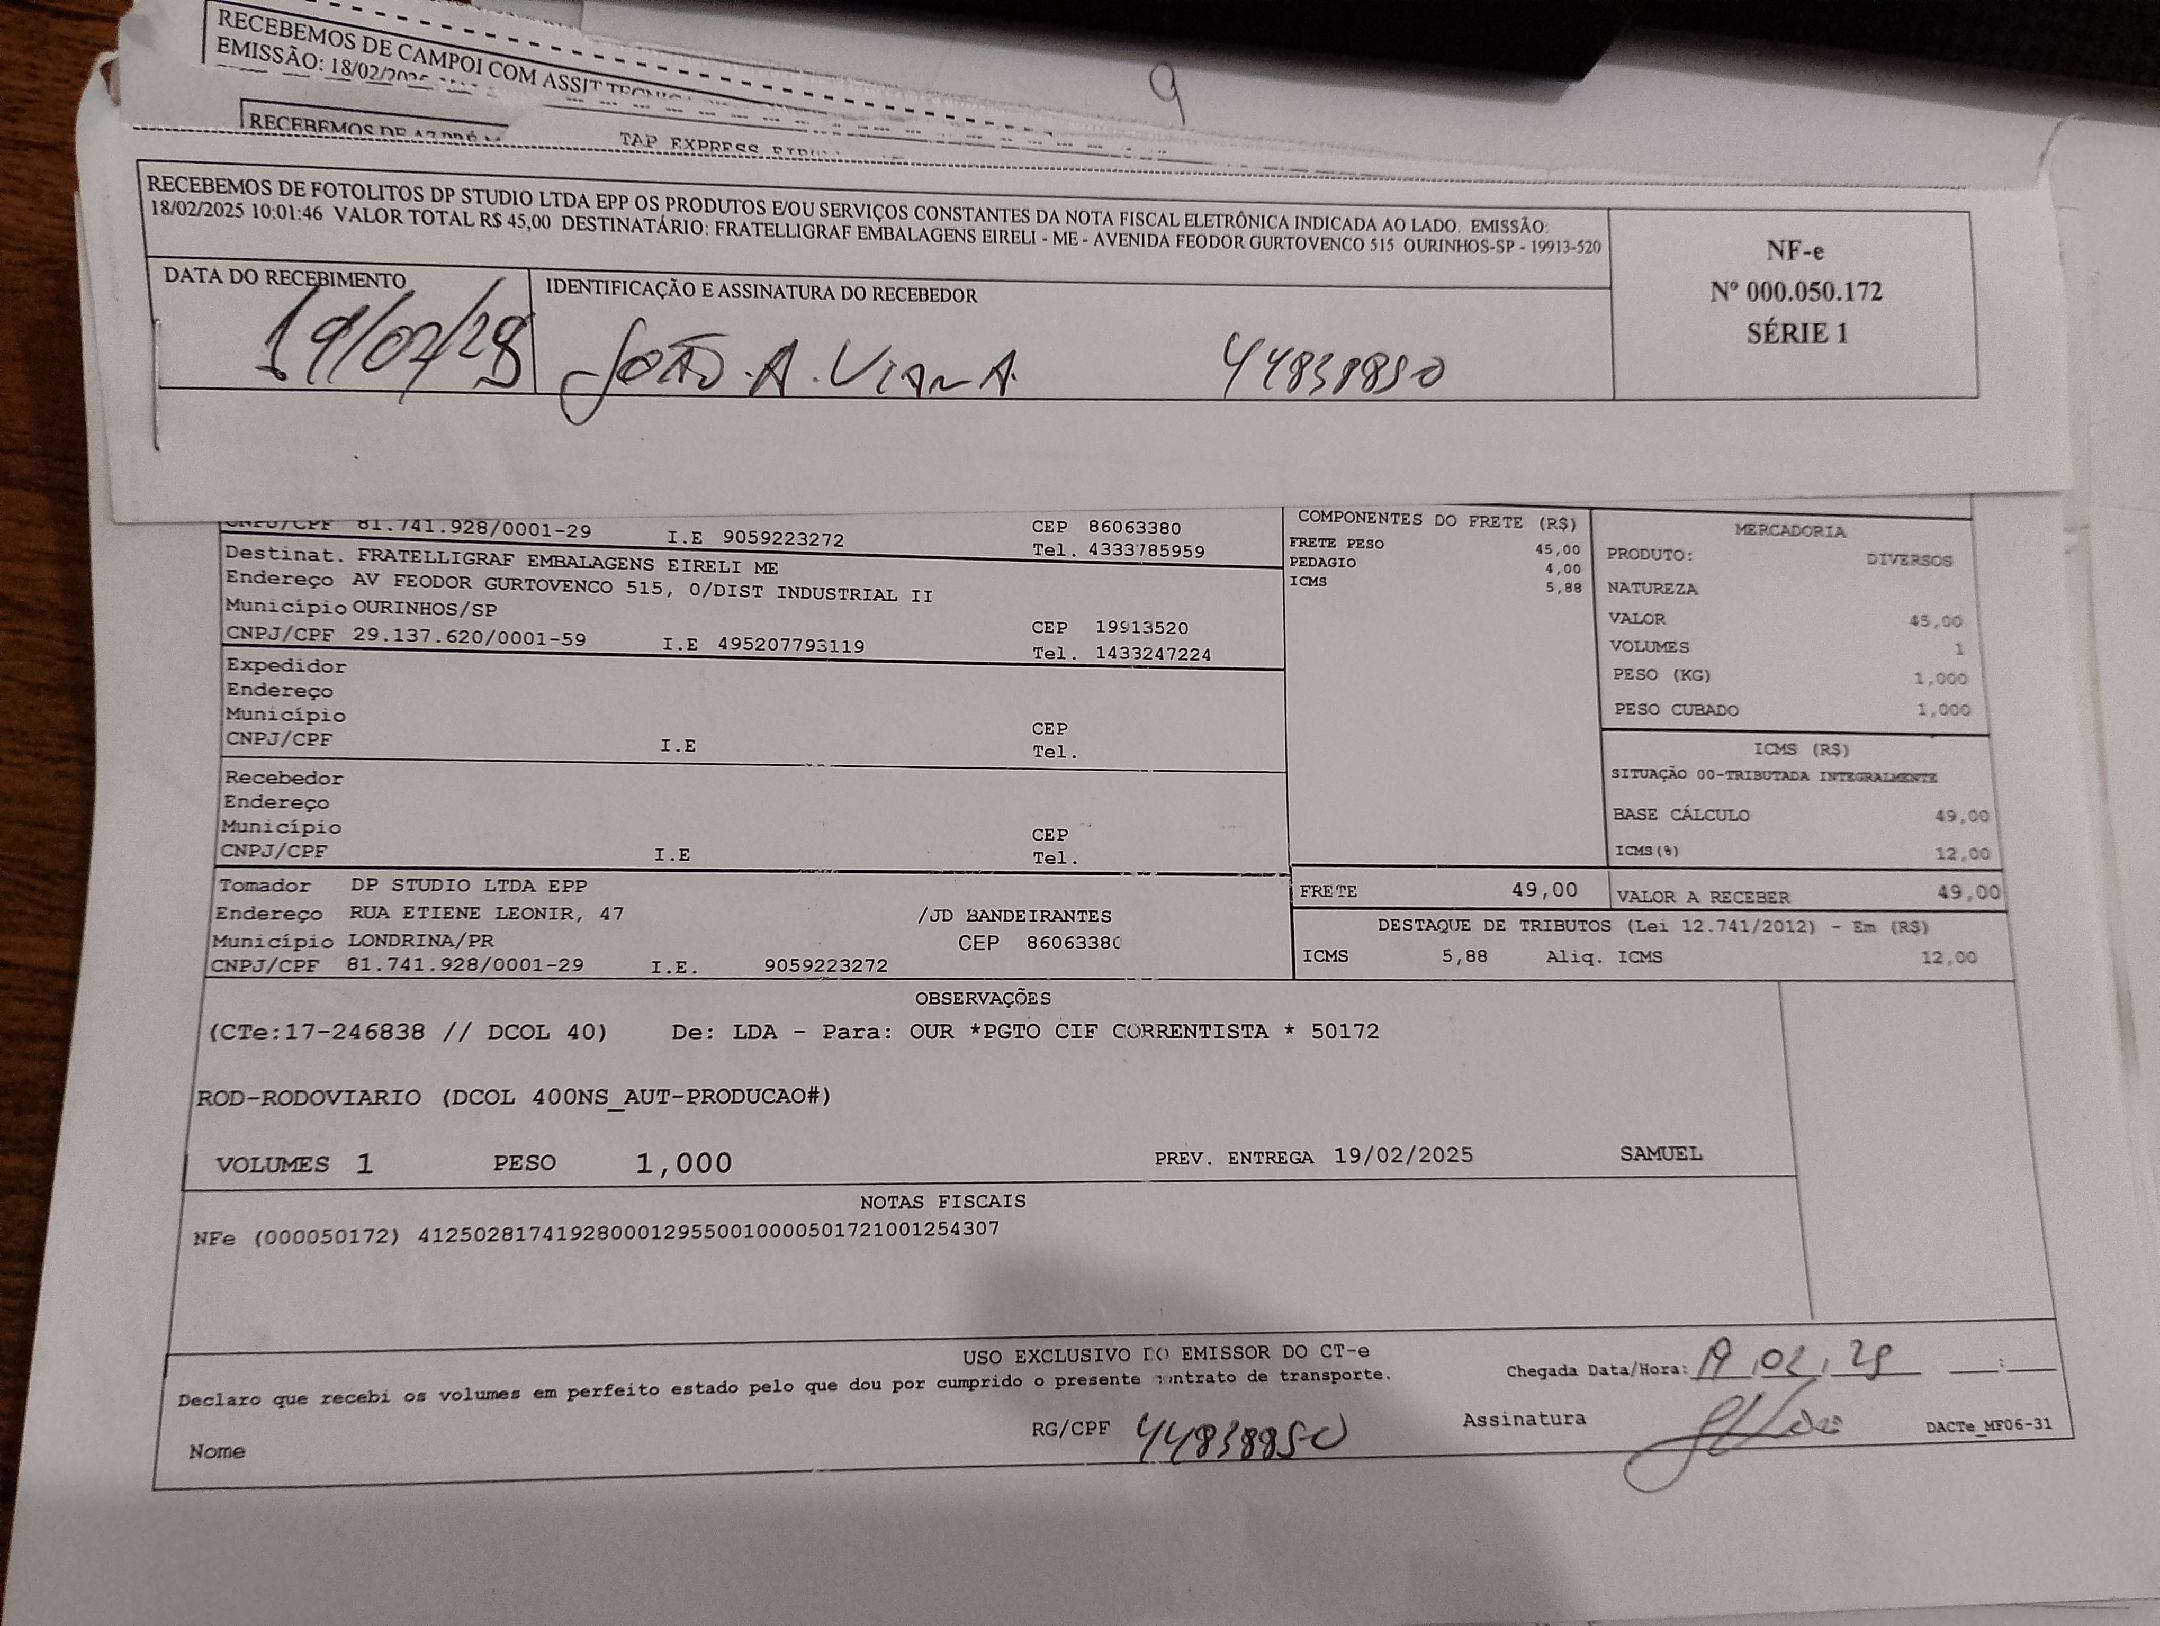 RECEBEMOS DE CAMPOI COM ASSIT TECNICA
EMISSÃO: 18/02/2025
9
RECEBEMOS DE
TAP EXPRESS
RECEBEMOS DE FOTOLITOS DP STUDIO LTDA EPP OS PRODUTOS E/OU SERVIÇOS CONSTANTES DA NOTA FISCAL ELETRÔNICA INDICADA AO LADO. EMISSÃO:
18/02/2025 10:01:46 VALOR TOTAL R$ 45,00 DESTINATÁRIO: FRATELLIGRAF EMBALAGENS EIRELI - ME - AVENIDA FEODOR GURTOVENCO 515 OURINHOS-SP - 19913-520
NF-e
Nº 000.050.172
SÉRIE 1
DATA DO RECEBIMENTO
19/02/25
IDENTIFICAÇÃO E ASSINATURA DO RECEBEDOR
JOÃO.A.VIANA 44838850
CNPJ/CPF 81.741.928/0001-29 I.E 9059223272 CEP 86063380
Tel. 4333785959
Destinat. FRATELLIGRAF EMBALAGENS EIRELI ME
Endereço AV FEODOR GURTOVENCO 515, 0/DIST INDUSTRIAL II
Município OURINHOS/SP CEP 19913520
CNPJ/CPF 29.137.620/0001-59 I.E 495207793119 Tel. 1433247224
Expedidor
Endereço
Município CEP
CNPJ/CPF I.E Tel.
Recebedor
Endereço
Município CEP
CNPJ/CPF I.E Tel.
Tomador DP STUDIO LTDA EPP
Endereço RUA ETIENE LEONIR, 47 /JD BANDEIRANTES
Município LONDRINA/PR CEP 86063380
CNPJ/CPF 81.741.928/0001-29 I.E. 9059223272
COMPONENTES DO FRETE (R$)
FRETE PESO 45,00
PEDAGIO 4,00
ICMS 5,88
MERCADORIA
PRODUTO: DIVERSOS
NATUREZA
VALOR 45,00
VOLUMES 1
PESO (KG) 1,000
PESO CUBADO 1,000
ICMS (R$)
SITUAÇÃO 00-TRIBUTADA INTEGRALMENTE
BASE CÁLCULO 49,00
ICMS(%) 12,00
FRETE 49,00 VALOR A RECEBER 49,00
DESTAQUE DE TRIBUTOS (Lei 12.741/2012) - Em (R$)
ICMS 5,88 Aliq. ICMS 12,00
OBSERVAÇÕES
(CTe:17-246838 // DCOL 40) De: LDA - Para: OUR *PGTO CIF CORRENTISTA * 50172
ROD-RODOVIARIO (DCOL 400NS_AUT-PRODUCAO#)
VOLUMES 1 PESO 1,000 PREV. ENTREGA 19/02/2025 SAMUEL
NOTAS FISCAIS
NFe (000050172) 41250281741928000129550010000501721001254307
USO EXCLUSIVO DO EMISSOR DO CT-e
Declaro que recebi os volumes em perfeito estado pelo que dou por cumprido o presente contrato de transporte.
Chegada Data/Hora: 19,02,25 __:__
Nome RG/CPF 44838850 Assinatura DACTe_MF06-31